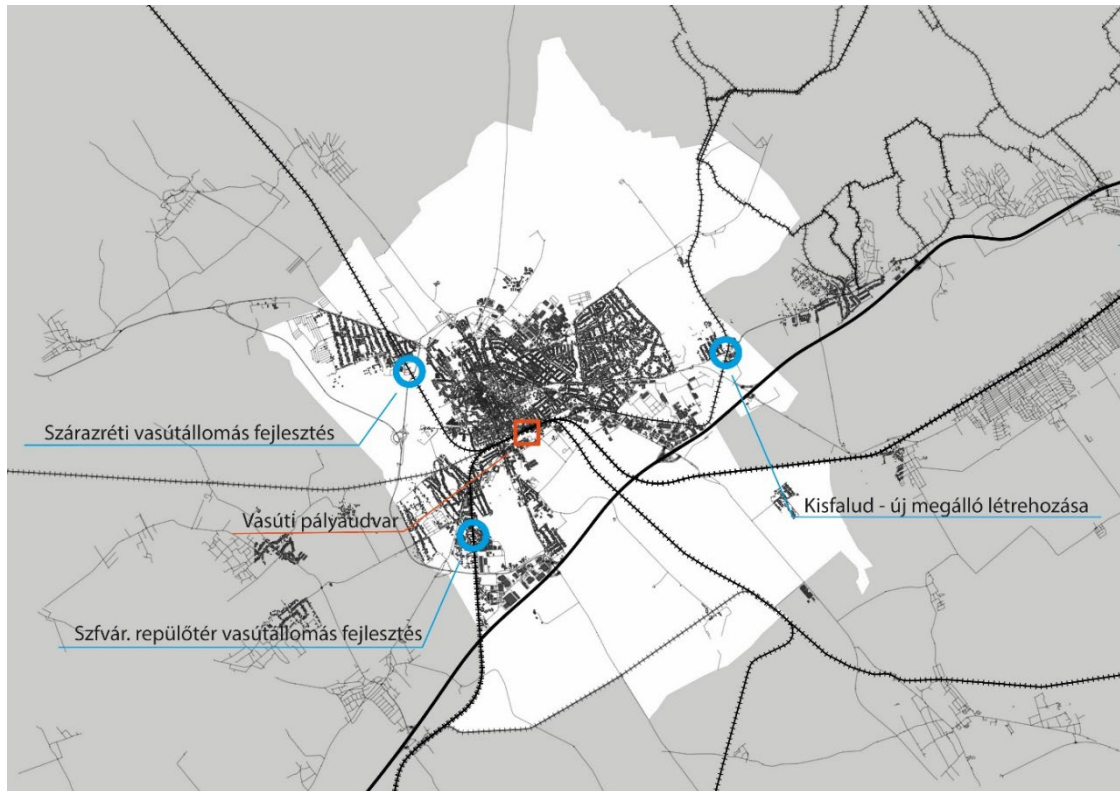 Szárazréti vasútállomás fejlesztés
Vasúti pályaudvar
Kisfalud - új megálló létrehozása
Szfvár. repülőtér vasútállomás fejlesztés